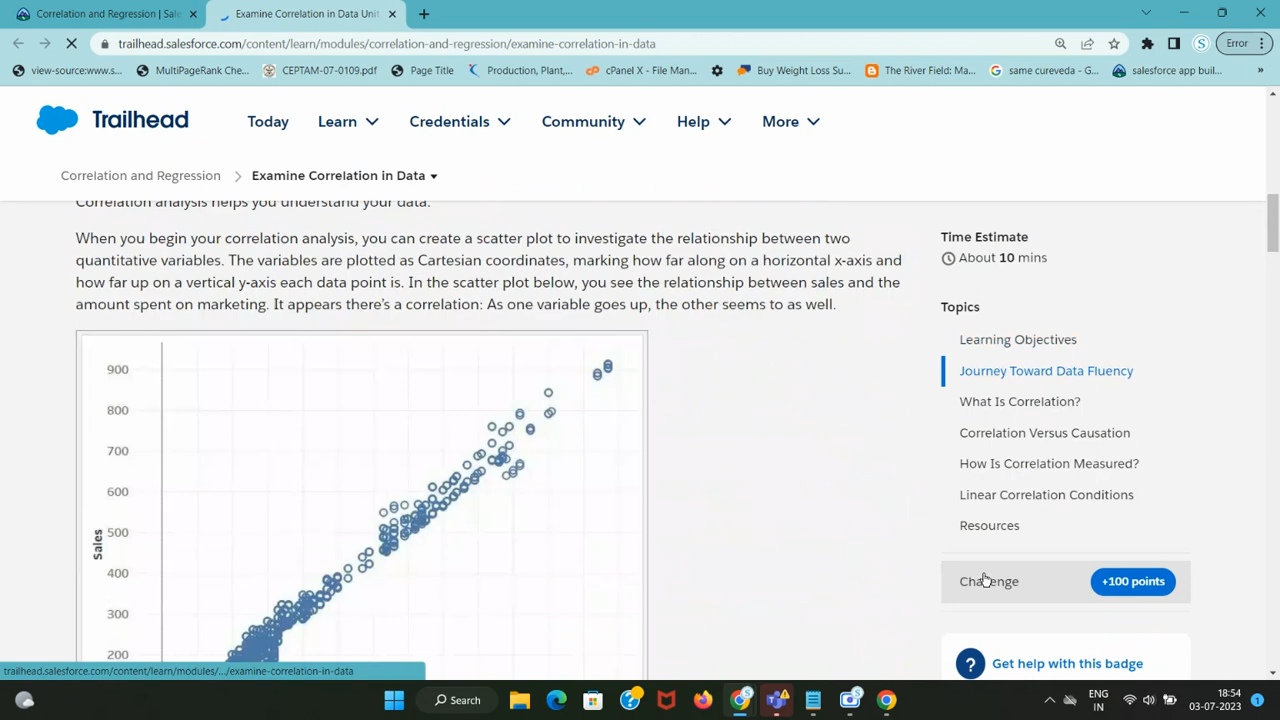 Correlation and Regression | Sale
Examine Correlation in Data Unit
trailhead.salesforce.com/content/learn/modules/correlation-and-regression/examine-correlation-in-data
Error
view-source:www.s...
MultiPageRank Che...
CEPTAM-07-0109.pdf
Page Title
Production, Plant,...
cPanel X - File Man...
Buy Weight Loss Su...
The River Field: Ma...
same cureveda - G...
salesforce app buil...
»
Trailhead
Today
Learn
Credentials
Community
Help
More
Correlation and Regression
Examine Correlation in Data
Correlation analysis helps you understand your data.
When you begin your correlation analysis, you can create a scatter plot to investigate the relationship between two
quantitative variables. The variables are plotted as Cartesian coordinates, marking how far along on a horizontal x-axis and
how far up on a vertical y-axis each data point is. In the scatter plot below, you see the relationship between sales and the
amount spent on marketing. It appears there's a correlation: As one variable goes up, the other seems to as well.
900
800
700
600
500
400
300
200
Sales
Time Estimate
About 10 mins
Topics
Learning Objectives
Journey Toward Data Fluency
What Is Correlation?
Correlation Versus Causation
How Is Correlation Measured?
Linear Correlation Conditions
Resources
Challenge
+100 points
? Get help with this badge
trailhead.salesforce.com/content/learn/modules/.../examine-correlation-in-data
Search
ENG
IN
18:54
03-07-2023
1